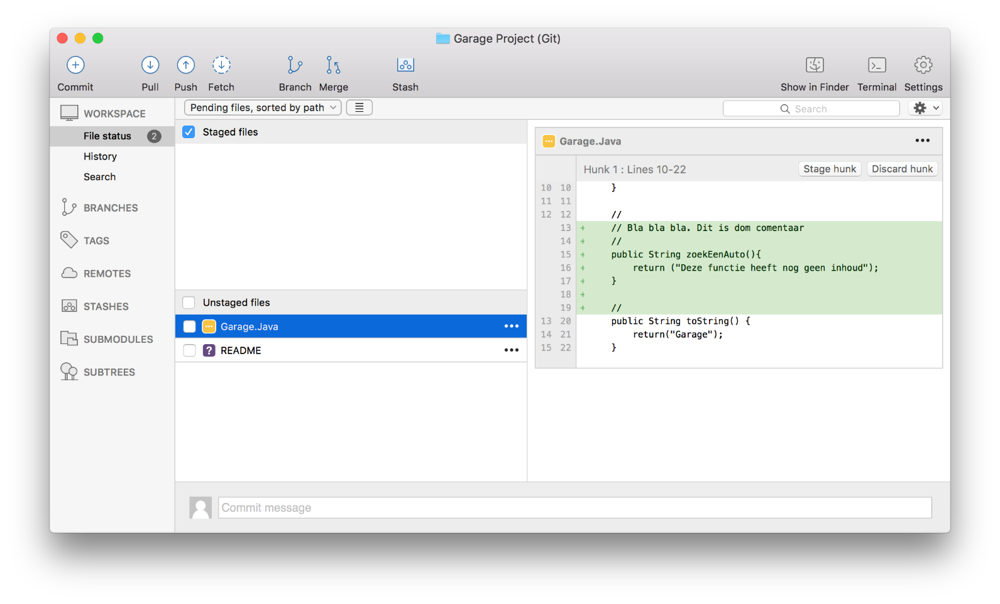 Garage Project (Git)
Commit
Pull
Push
Fetch
Branch
Merge
Stash
Show in Finder
Terminal
Settings
WORKSPACE
File status 2
History
Search
BRANCHES
TAGS
REMOTES
STASHES
SUBMODULES
SUBTREES
Pending files, sorted by path
Search
Staged files
Unstaged files
Garage.Java
? README
Garage.Java
Hunk 1 : Lines 10-22
Stage hunk
Discard hunk
10 10 }
11 11
12 12 //
13 + // Bla bla bla. Dit is dom comentaar
14 + //
15 + public String zoekEenAuto(){
16 + return ("Deze functie heeft nog geen inhoud");
17 + }
18 +
19 + //
13 20 public String toString() {
14 21 return("Garage");
15 22 }
Commit message